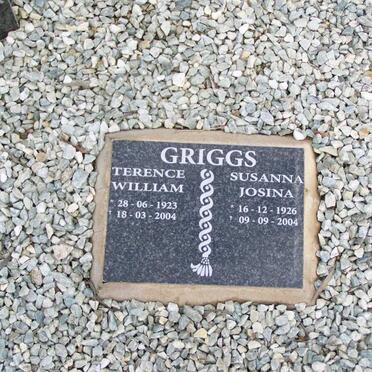 GRIGGS
TERENCE
WILLIAM
* 28 - 06 - 1923
† 18 - 03 - 2004
SUSANNA
JOSINA
* 16 - 12 - 1926
† 09 - 09 - 2004